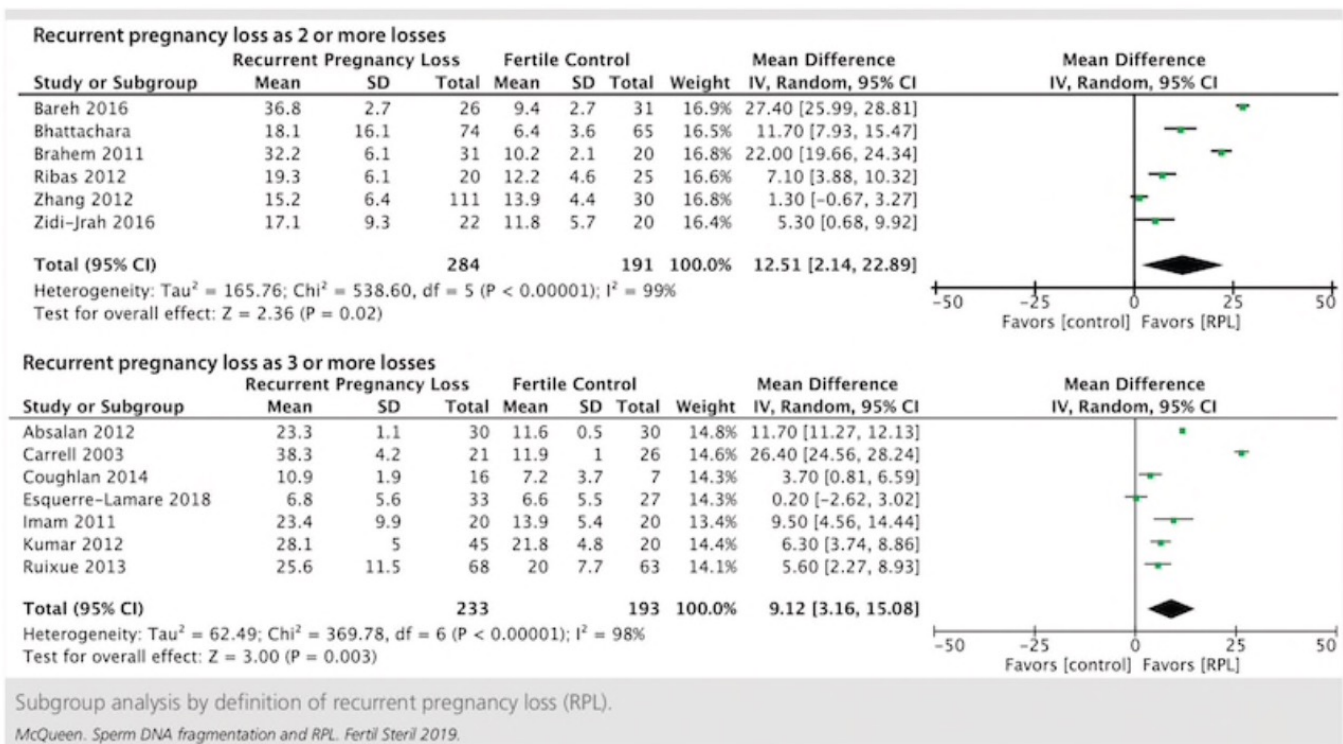 Recurrent pregnancy loss as 2 or more losses
Recurrent Pregnancy Loss Fertile Control Mean Difference Mean Difference
Study or Subgroup Mean SD Total Mean SD Total Weight IV, Random, 95% CI IV, Random, 95% CI
Bareh 2016 36.8 2.7 26 9.4 2.7 31 16.9% 27.40 [25.99, 28.81]
Bhattachara 18.1 16.1 74 6.4 3.6 65 16.5% 11.70 [7.93, 15.47]
Brahem 2011 32.2 6.1 31 10.2 2.1 20 16.8% 22.00 [19.66, 24.34]
Ribas 2012 19.3 6.1 20 12.2 4.6 25 16.6% 7.10 [3.88, 10.32]
Zhang 2012 15.2 6.4 111 13.9 4.4 30 16.8% 1.30 [−0.67, 3.27]
Zidi-Jrah 2016 17.1 9.3 22 11.8 5.7 20 16.4% 5.30 [0.68, 9.92]
Total (95% CI) 284 191 100.0% 12.51 [2.14, 22.89]
Heterogeneity: Tau² = 165.76; Chi² = 538.60, df = 5 (P < 0.00001); I² = 99%
Test for overall effect: Z = 2.36 (P = 0.02)
−50 −25 0 25 50
Favors [control] Favors [RPL]
Recurrent pregnancy loss as 3 or more losses
Recurrent Pregnancy Loss Fertile Control Mean Difference Mean Difference
Study or Subgroup Mean SD Total Mean SD Total Weight IV, Random, 95% CI IV, Random, 95% CI
Absalan 2012 23.3 1.1 30 11.6 0.5 30 14.8% 11.70 [11.27, 12.13]
Carrell 2003 38.3 4.2 21 11.9 1 26 14.6% 26.40 [24.56, 28.24]
Coughlan 2014 10.9 1.9 16 7.2 3.7 7 14.3% 3.70 [0.81, 6.59]
Esquerre-Lamare 2018 6.8 5.6 33 6.6 5.5 27 14.3% 0.20 [−2.62, 3.02]
Imam 2011 23.4 9.9 20 13.9 5.4 20 13.4% 9.50 [4.56, 14.44]
Kumar 2012 28.1 5 45 21.8 4.8 20 14.4% 6.30 [3.74, 8.86]
Ruixue 2013 25.6 11.5 68 20 7.7 63 14.1% 5.60 [2.27, 8.93]
Total (95% CI) 233 193 100.0% 9.12 [3.16, 15.08]
Heterogeneity: Tau² = 62.49; Chi² = 369.78, df = 6 (P < 0.00001); I² = 98%
Test for overall effect: Z = 3.00 (P = 0.003)
−50 −25 0 25 50
Favors [control] Favors [RPL]
Subgroup analysis by definition of recurrent pregnancy loss (RPL).
McQueen. Sperm DNA fragmentation and RPL. Fertil Steril 2019.